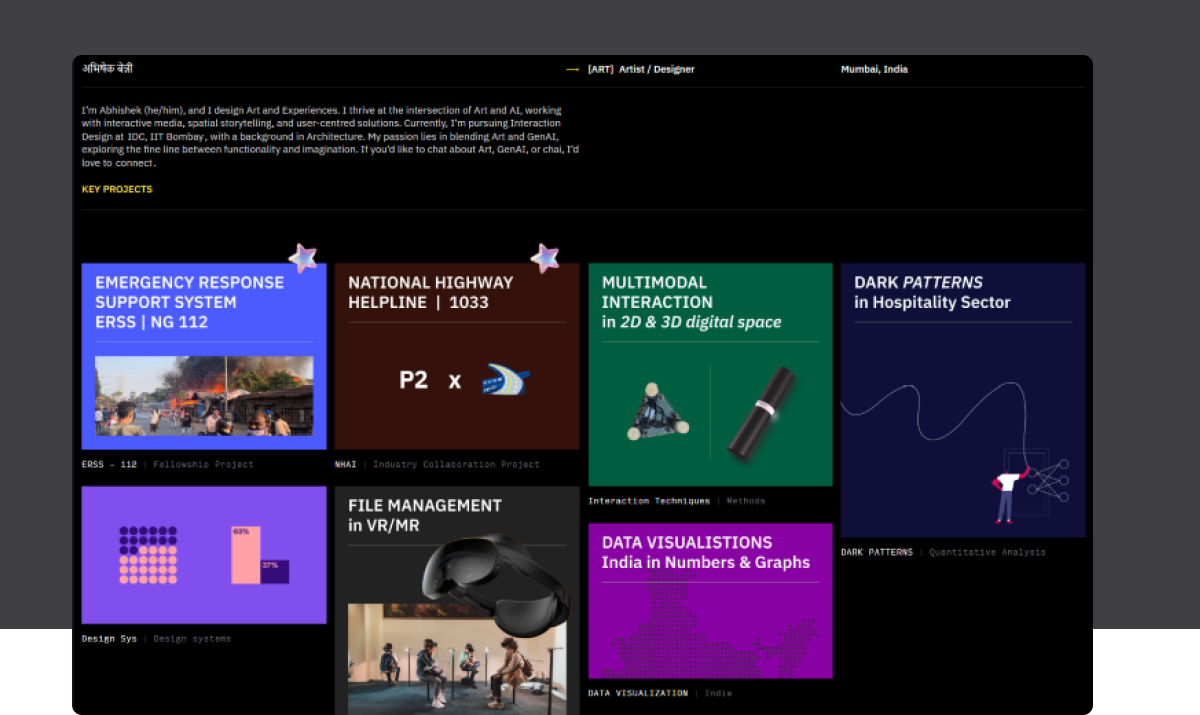 अभिषेक बेन्नी
→ [ART] Artist / Designer
Mumbai, India
I'm Abhishek (he/him), and I design Art and Experiences. I thrive at the intersection of Art and AI, working
with interactive media, spatial storytelling, and user-centred solutions. Currently, I'm pursuing Interaction
Design at IDC, IIT Bombay, with a background in Architecture. My passion lies in blending Art and GenAI,
exploring the fine line between functionality and imagination. If you'd like to chat about Art, GenAI, or chai, I'd
love to connect.
KEY PROJECTS
EMERGENCY RESPONSE
SUPPORT SYSTEM
ERSS | NG 112
ERSS - 112 | Fellowship Project
NATIONAL HIGHWAY
HELPLINE | 1033
P2 x
NHAI | Industry Collaboration Project
MULTIMODAL
INTERACTION
in 2D & 3D digital space
Interaction Techniques | Methods
DARK PATTERNS
in Hospitality Sector
DARK PATTERNS | Quantitative Analysis
63%
37%
Design Sys | Design systems
FILE MANAGEMENT
in VR/MR
DATA VISUALISTIONS
India in Numbers & Graphs
DATA VISUALIZATION | India